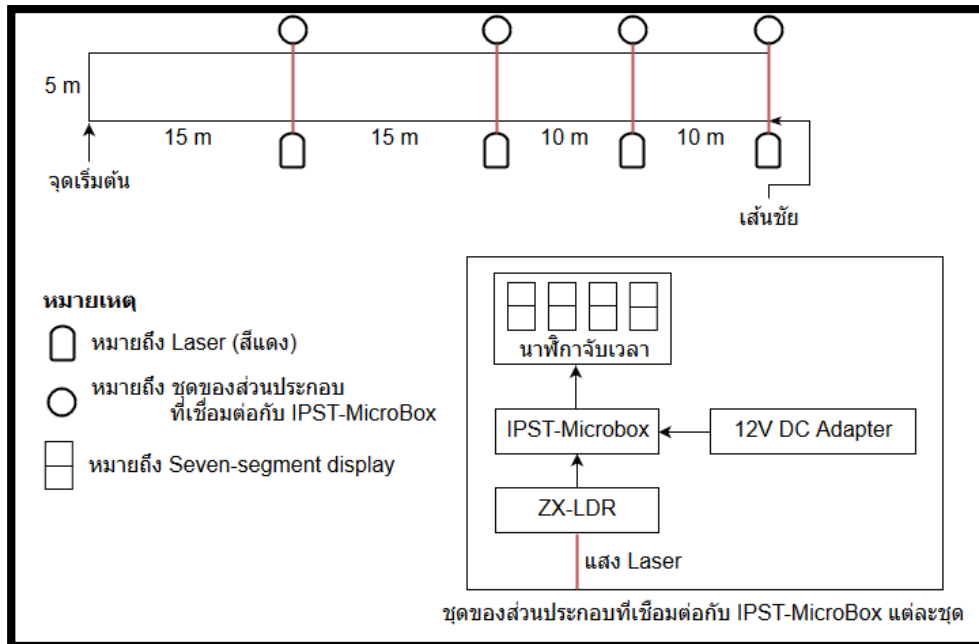 5 m
15 m
15 m
10 m
10 m
จุดเริ่มต้น
เส้นชัย
หมายเหตุ
หมายถึง Laser (สีแดง)
หมายถึง ชุดของส่วนประกอบ
ที่เชื่อมต่อกับ IPST-MicroBox
หมายถึง Seven-segment display
นาฬิกาจับเวลา
IPST-Microbox
12V DC Adapter
ZX-LDR
แสง Laser
ชุดของส่วนประกอบที่เชื่อมต่อกับ IPST-MicroBox แต่ละชุด